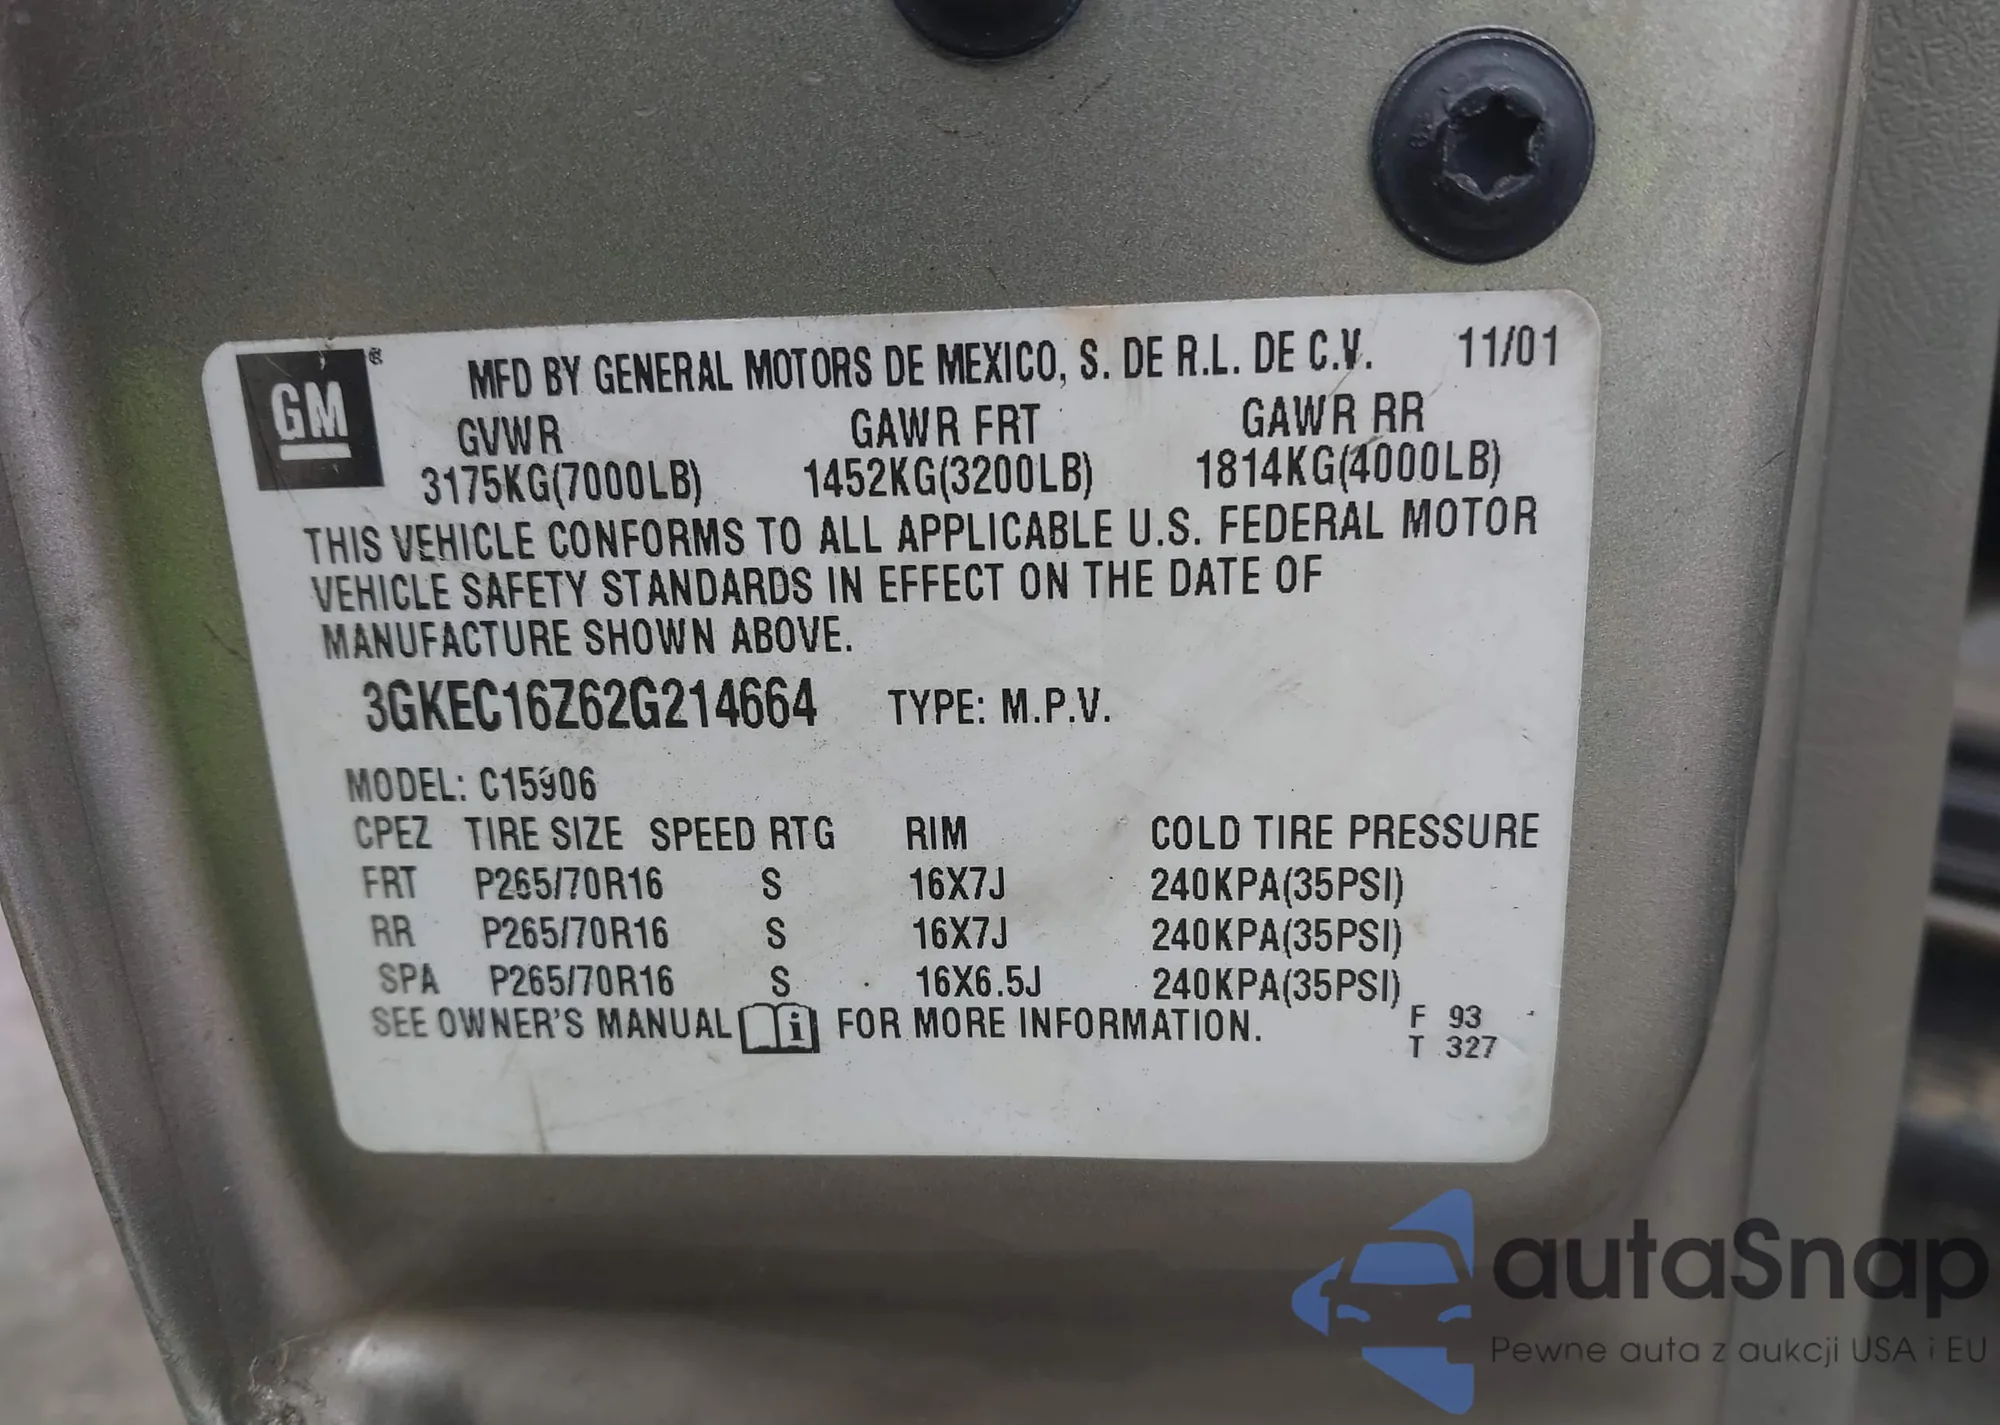 GM ®
MFD BY GENERAL MOTORS DE MEXICO, S. DE R.L. DE C.V. 11/01
GVWR GAWR FRT GAWR RR
3175KG(7000LB) 1452KG(3200LB) 1814KG(4000LB)
THIS VEHICLE CONFORMS TO ALL APPLICABLE U.S. FEDERAL MOTOR
VEHICLE SAFETY STANDARDS IN EFFECT ON THE DATE OF
MANUFACTURE SHOWN ABOVE.
3GKEC16Z62G214664 TYPE: M.P.V.
MODEL: C15906
CPEZ TIRE SIZE SPEED RTG RIM COLD TIRE PRESSURE
FRT P265/70R16 S 16X7J 240KPA(35PSI)
RR P265/70R16 S 16X7J 240KPA(35PSI)
SPA P265/70R16 S 16X6.5J 240KPA(35PSI)
SEE OWNER'S MANUAL i FOR MORE INFORMATION.
F 93
T 327
autaSnap
Pewne auta z aukcji USA i EU